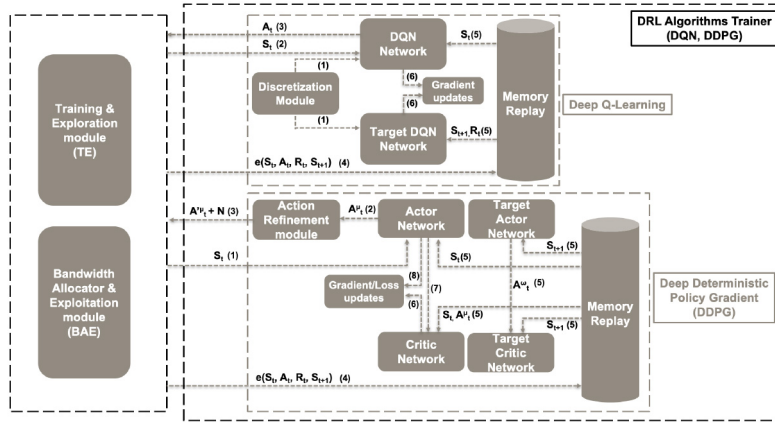 DRL Algorithms Trainer
(DQN, DDPG)
Training &
Exploration
module
(TE)
Bandwidth
Allocator &
Exploitation
module
(BAE)
At (3)
St (2)
(1)
Discretization
Module
(1)
DQN
Network
(6)
Gradient
updates
(6)
Target DQN
Network
St(5)
St+1,Rt(5)
Memory
Replay
Deep Q-Learning
e(St, At, Rt, St+1) (4)
A'μt + N (3)
Action
Refinement
module
Aμt (2)
Actor
Network
Target
Actor
Network
St+1 (5)
St (1)
St(5)
Gradient/Loss
updates
(8)
(7)
(6)
Aωt (5)
St, Aμt (5)
St+1 (5)
Critic
Network
Target
Critic
Network
Memory
Replay
Deep Deterministic
Policy Gradient
(DDPG)
e(St, At, Rt, St+1) (4)